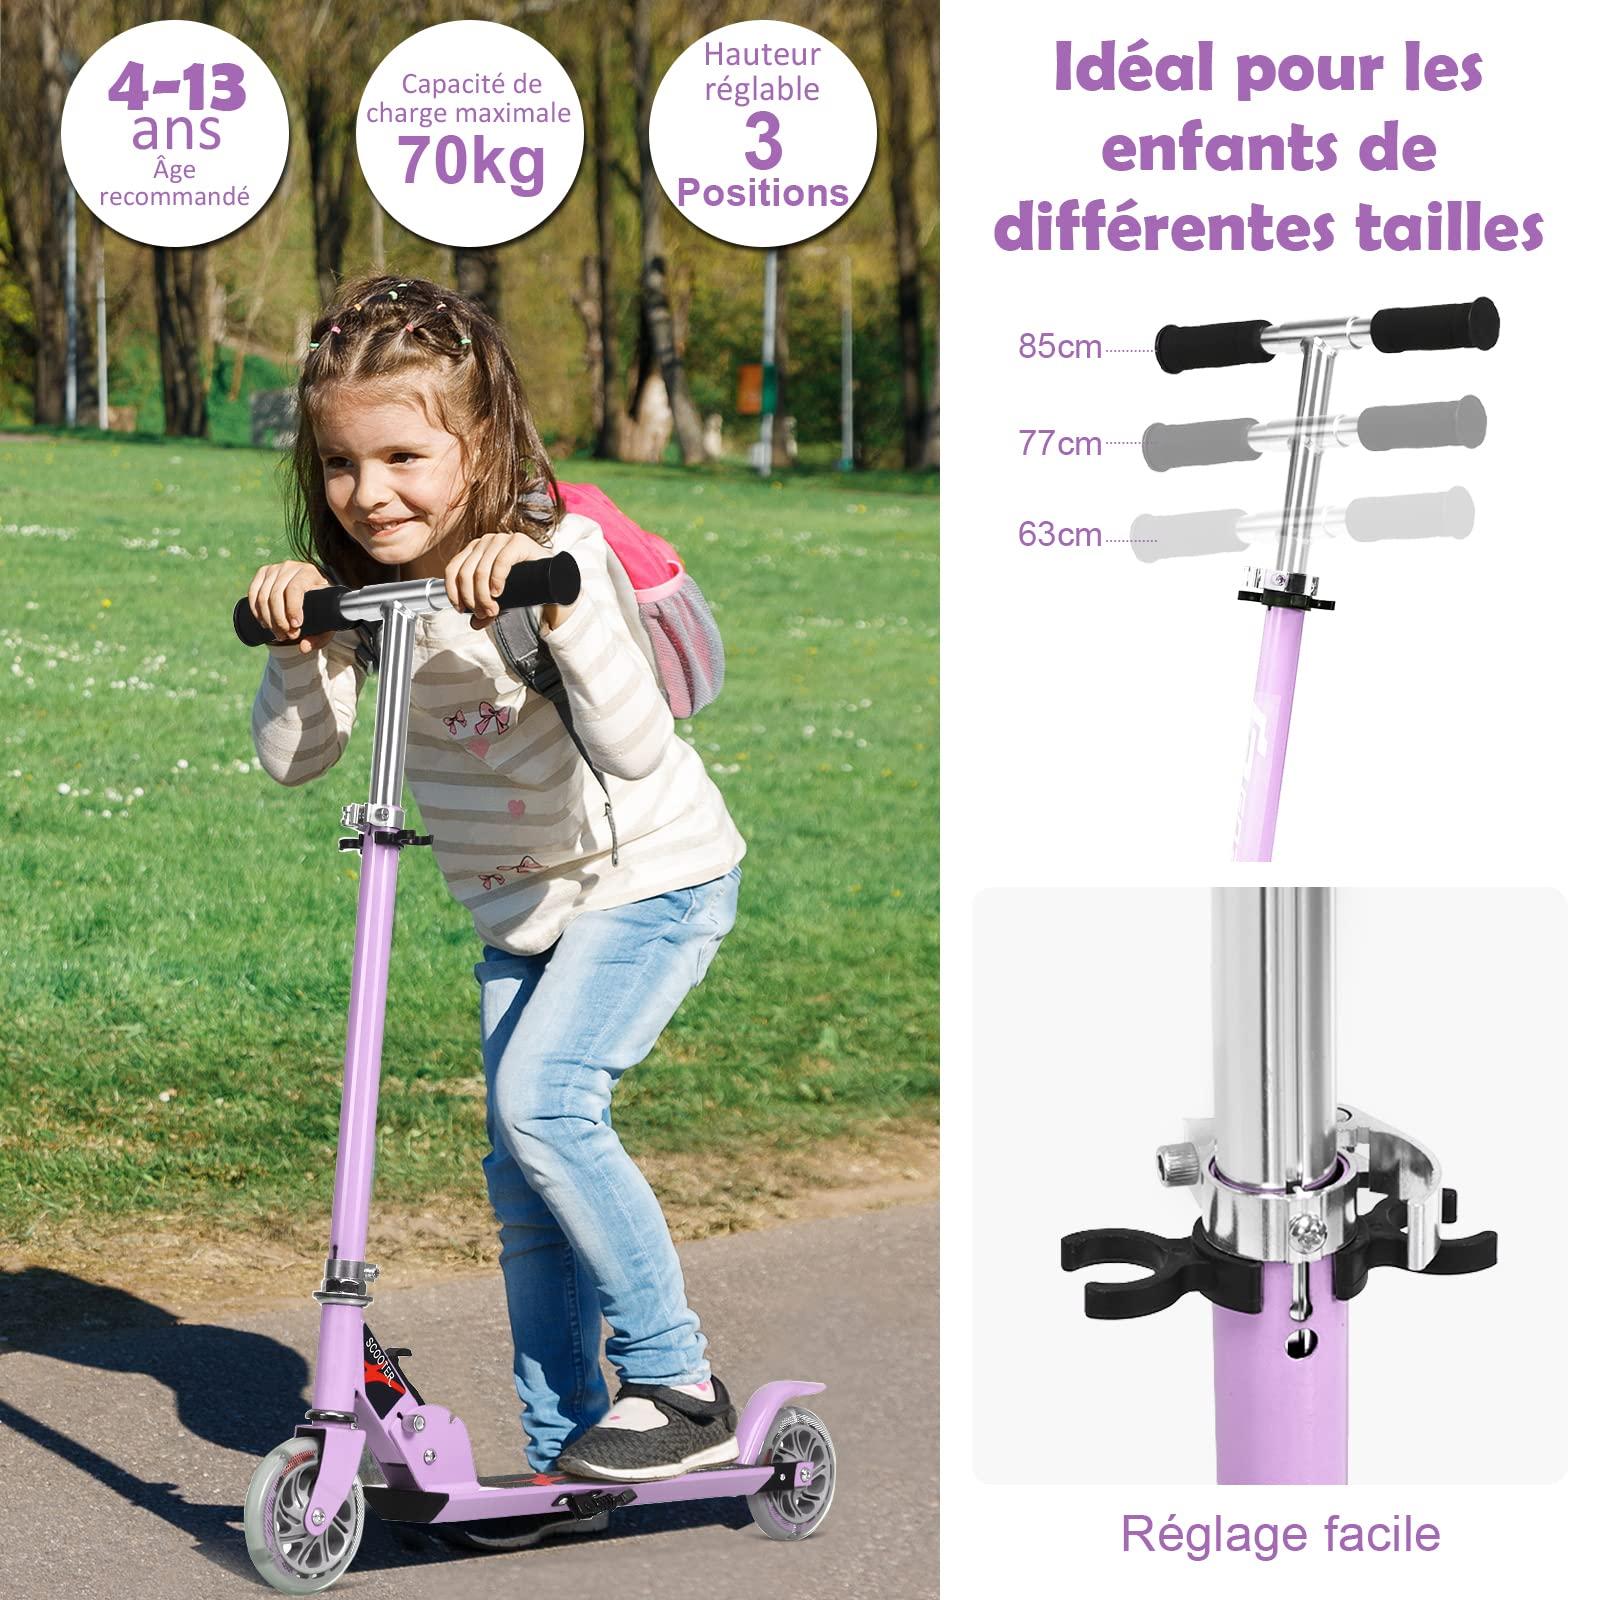 4-13
ans
Âge
recommandé
Capacité de
charge maximale
70kg
Hauteur
réglable
3
Positions
Idéal pour les
enfants de
différentes tailles
85cm
77cm
63cm
SCOOTER
Réglage facile